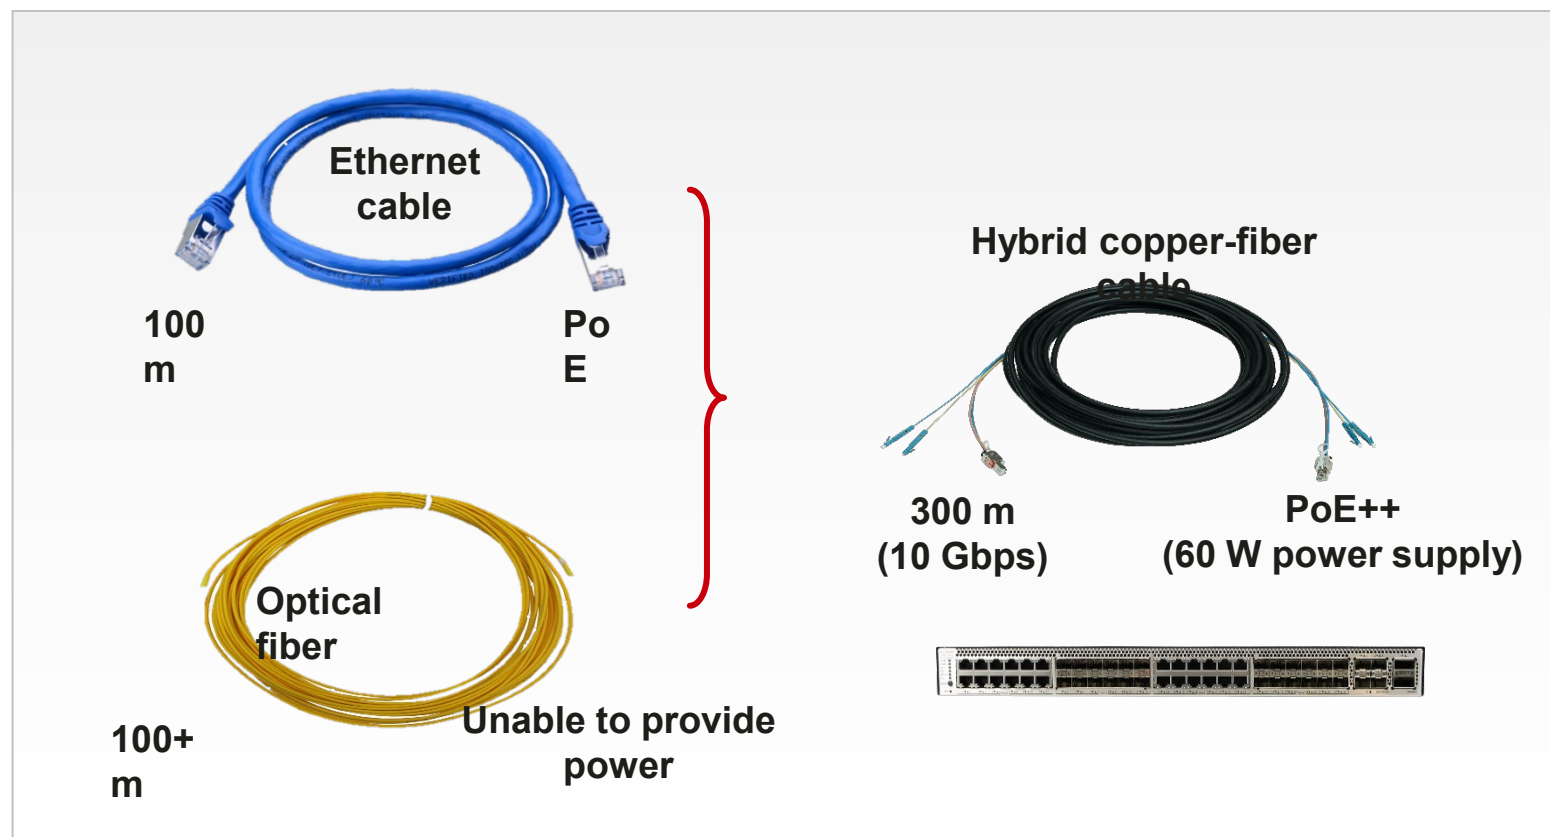 Ethernet
cable
100
m
Po
E
Optical
fiber
100+
m
Unable to provide
power
Hybrid copper-fiber
cable
300 m
(10 Gbps)
PoE++
(60 W power supply)